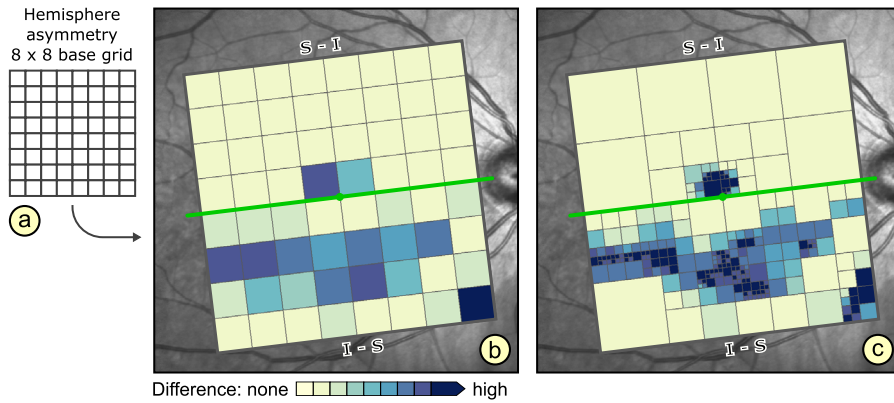 Hemisphere
asymmetry
8 x 8 base grid
a
S - I
I - S
b
S - I
I - S
c
Difference: none
high